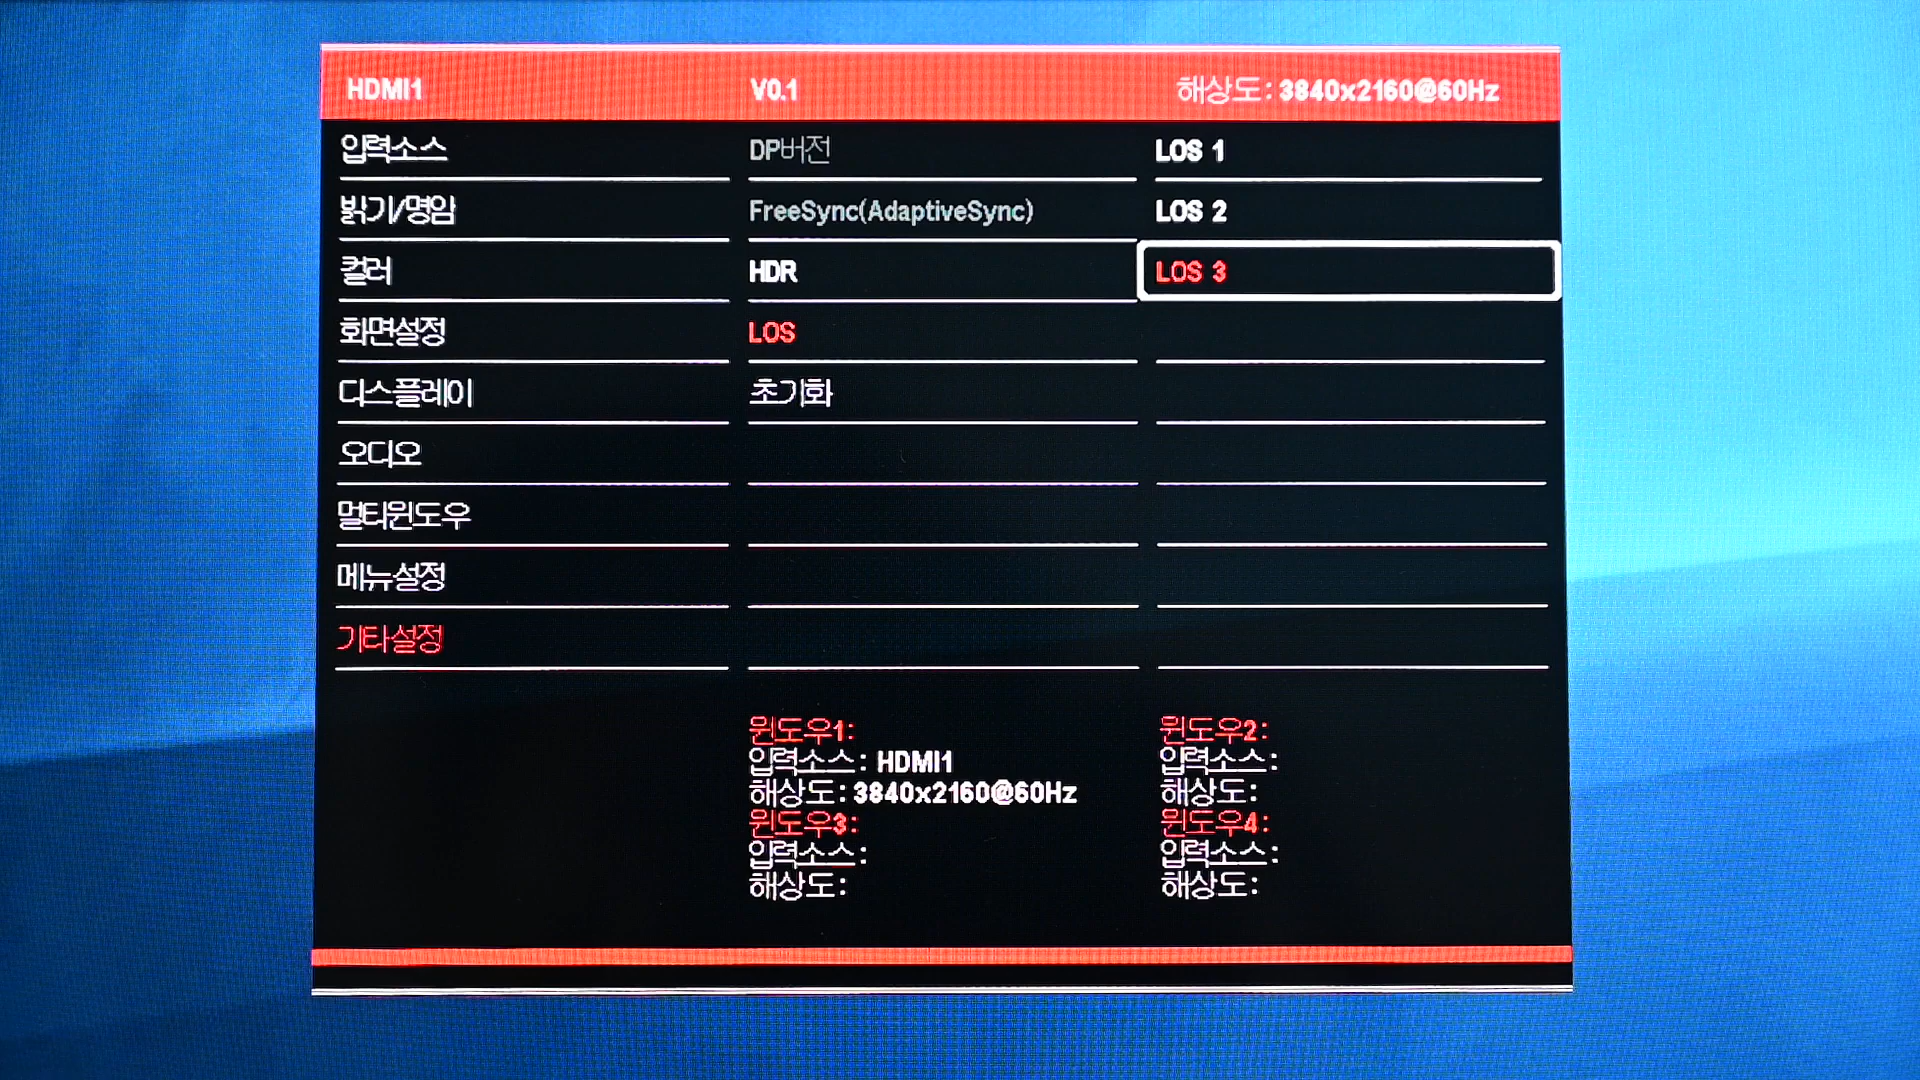 HDMI1 V0.1 해상도: 3840x2160@60Hz
입력소스 DP버전 LOS 1
밝기/명암 FreeSync(AdaptiveSync) LOS 2
컬러 HDR LOS 3
화면설정 LOS
디스플레이 초기화
오디오
멀티윈도우
메뉴설정
기타설정
윈도우1: 윈도우2:
입력소스: HDMI1 입력소스:
해상도: 3840x2160@60Hz 해상도:
윈도우3: 윈도우4:
입력소스: 입력소스:
해상도: 해상도: